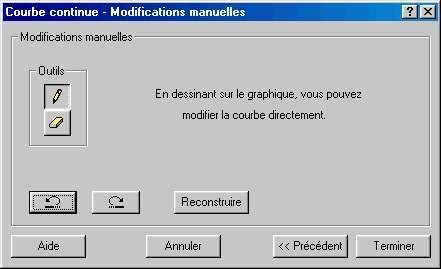 Courbe continue - Modifications manuelles
Modifications manuelles
Outils
En dessinant sur le graphique, vous pouvez
modifier la courbe directement.
Reconstruire
Aide
Annuler
<< Précédent
Terminer